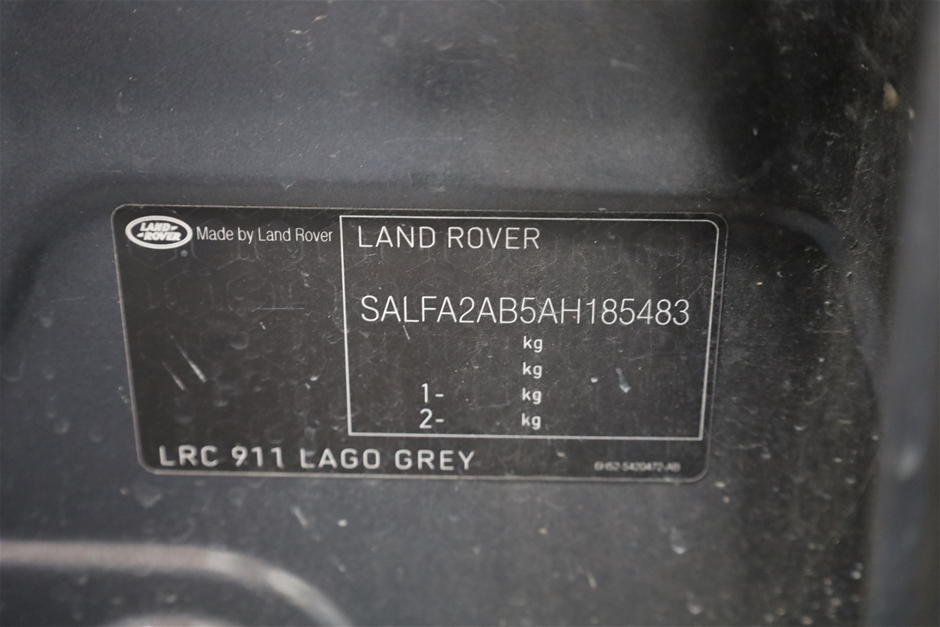 LAND-
-ROVER
Made by Land Rover
LAND ROVER
SALFA2AB5AH185483
kg
kg
1- kg
2- kg
LRC 911 LAGO GREY
6H52-5420472-AB